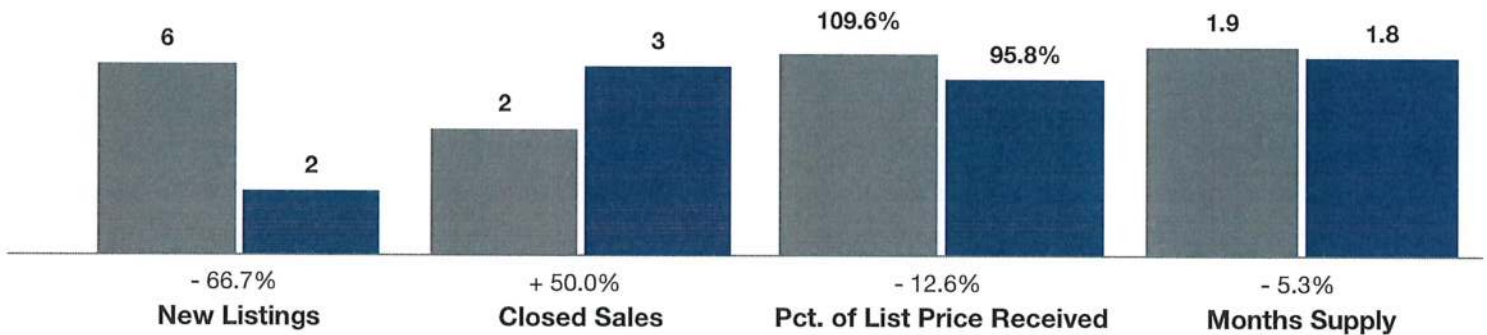 6 2 2 3 109.6% 95.8% 1.9 1.8
- 66.7% + 50.0% - 12.6% - 5.3%
New Listings Closed Sales Pct. of List Price Received Months Supply